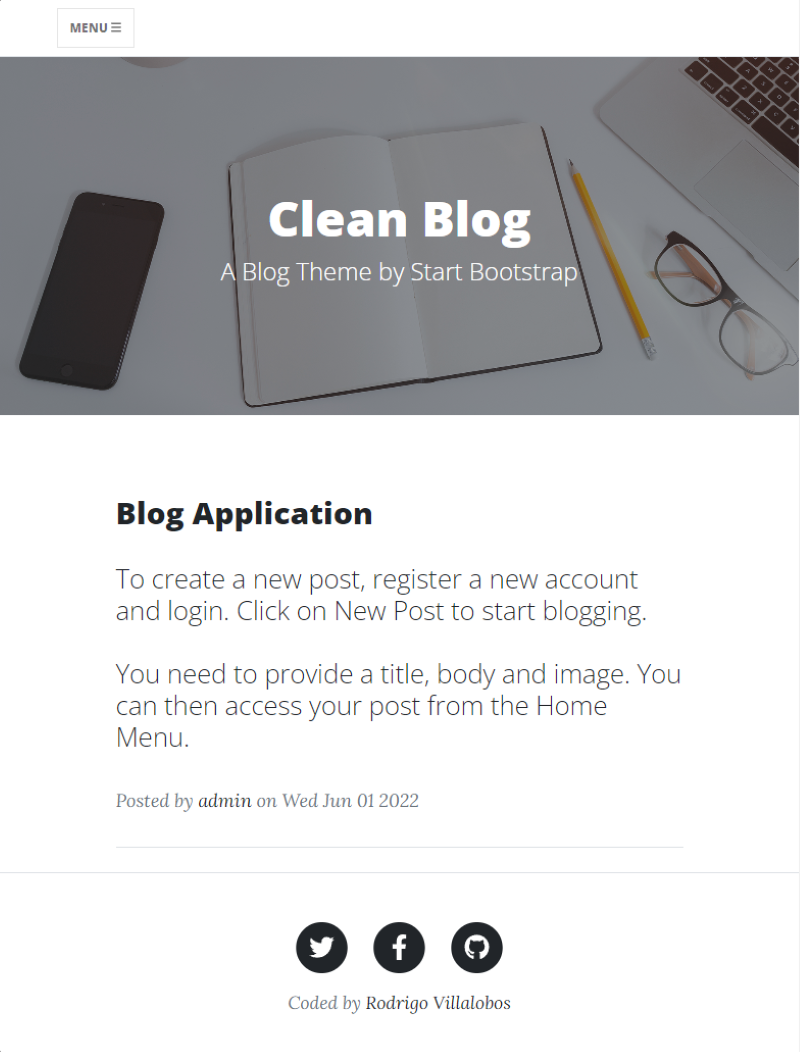 MENU
Clean Blog
A Blog Theme by Start Bootstrap
Blog Application
To create a new post, register a new account
and login. Click on New Post to start blogging.
You need to provide a title, body and image. You
can then access your post from the Home
Menu.
Posted by admin on Wed Jun 01 2022
Coded by Rodrigo Villalobos